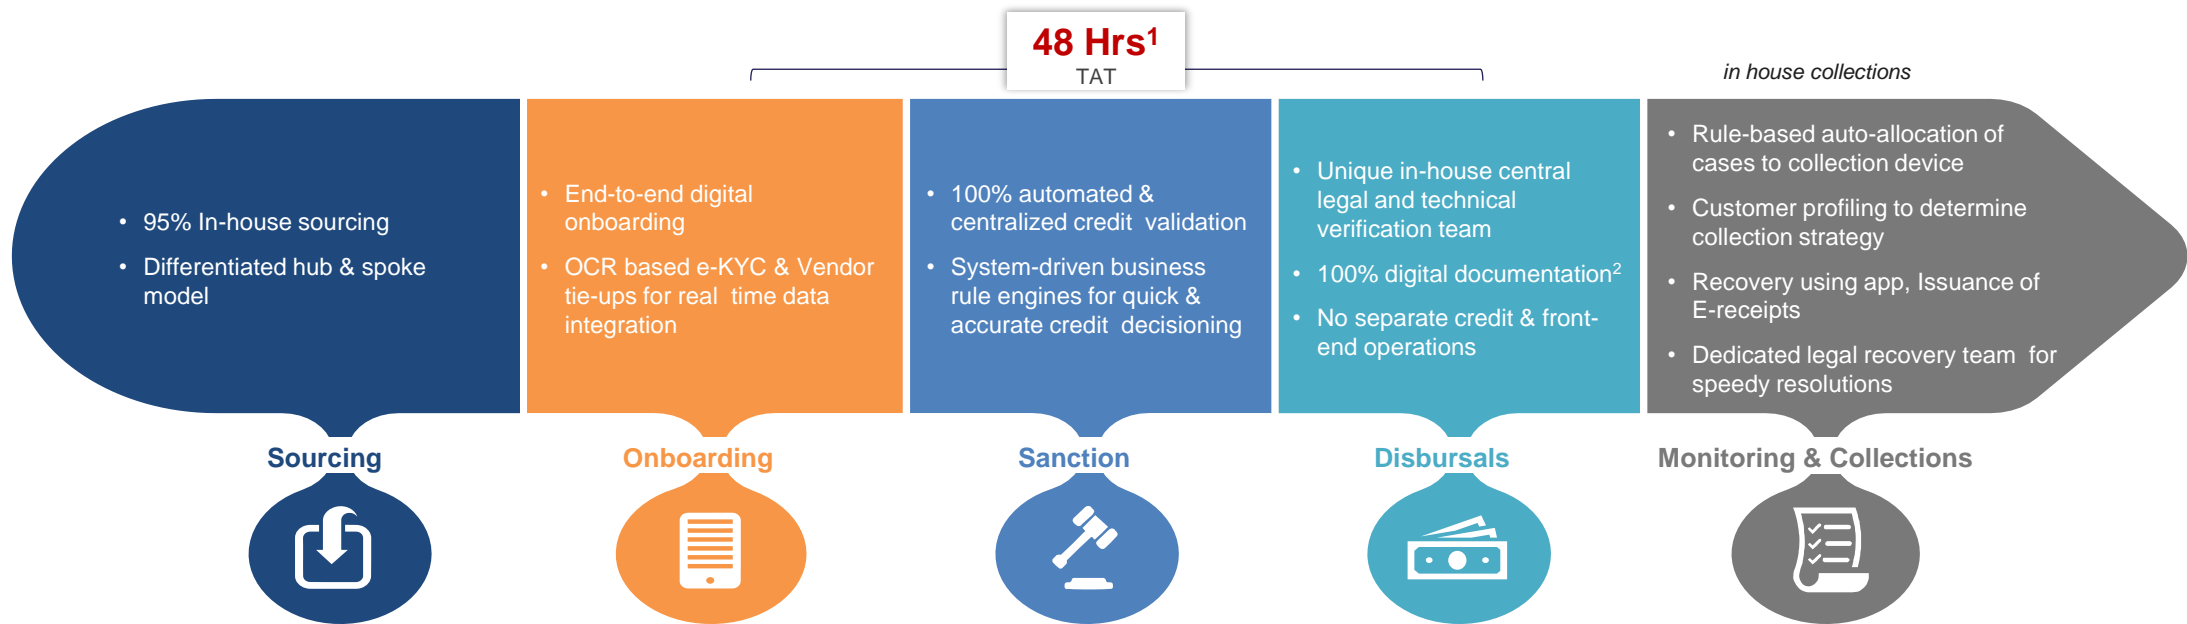 48 Hrs¹
TAT
in house collections
• 95% In-house sourcing
• Differentiated hub & spoke
model
• End-to-end digital
onboarding
• OCR based e-KYC & Vendor
tie-ups for real time data
integration
• 100% automated &
centralized credit validation
• System-driven business
rule engines for quick &
accurate credit decisioning
• Unique in-house central
legal and technical
verification team
• 100% digital documentation²
• No separate credit & front-
end operations
• Rule-based auto-allocation of
cases to collection device
• Customer profiling to determine
collection strategy
• Recovery using app, Issuance of
E-receipts
• Dedicated legal recovery team for
speedy resolutions
Sourcing
Onboarding
Sanction
Disbursals
Monitoring & Collections